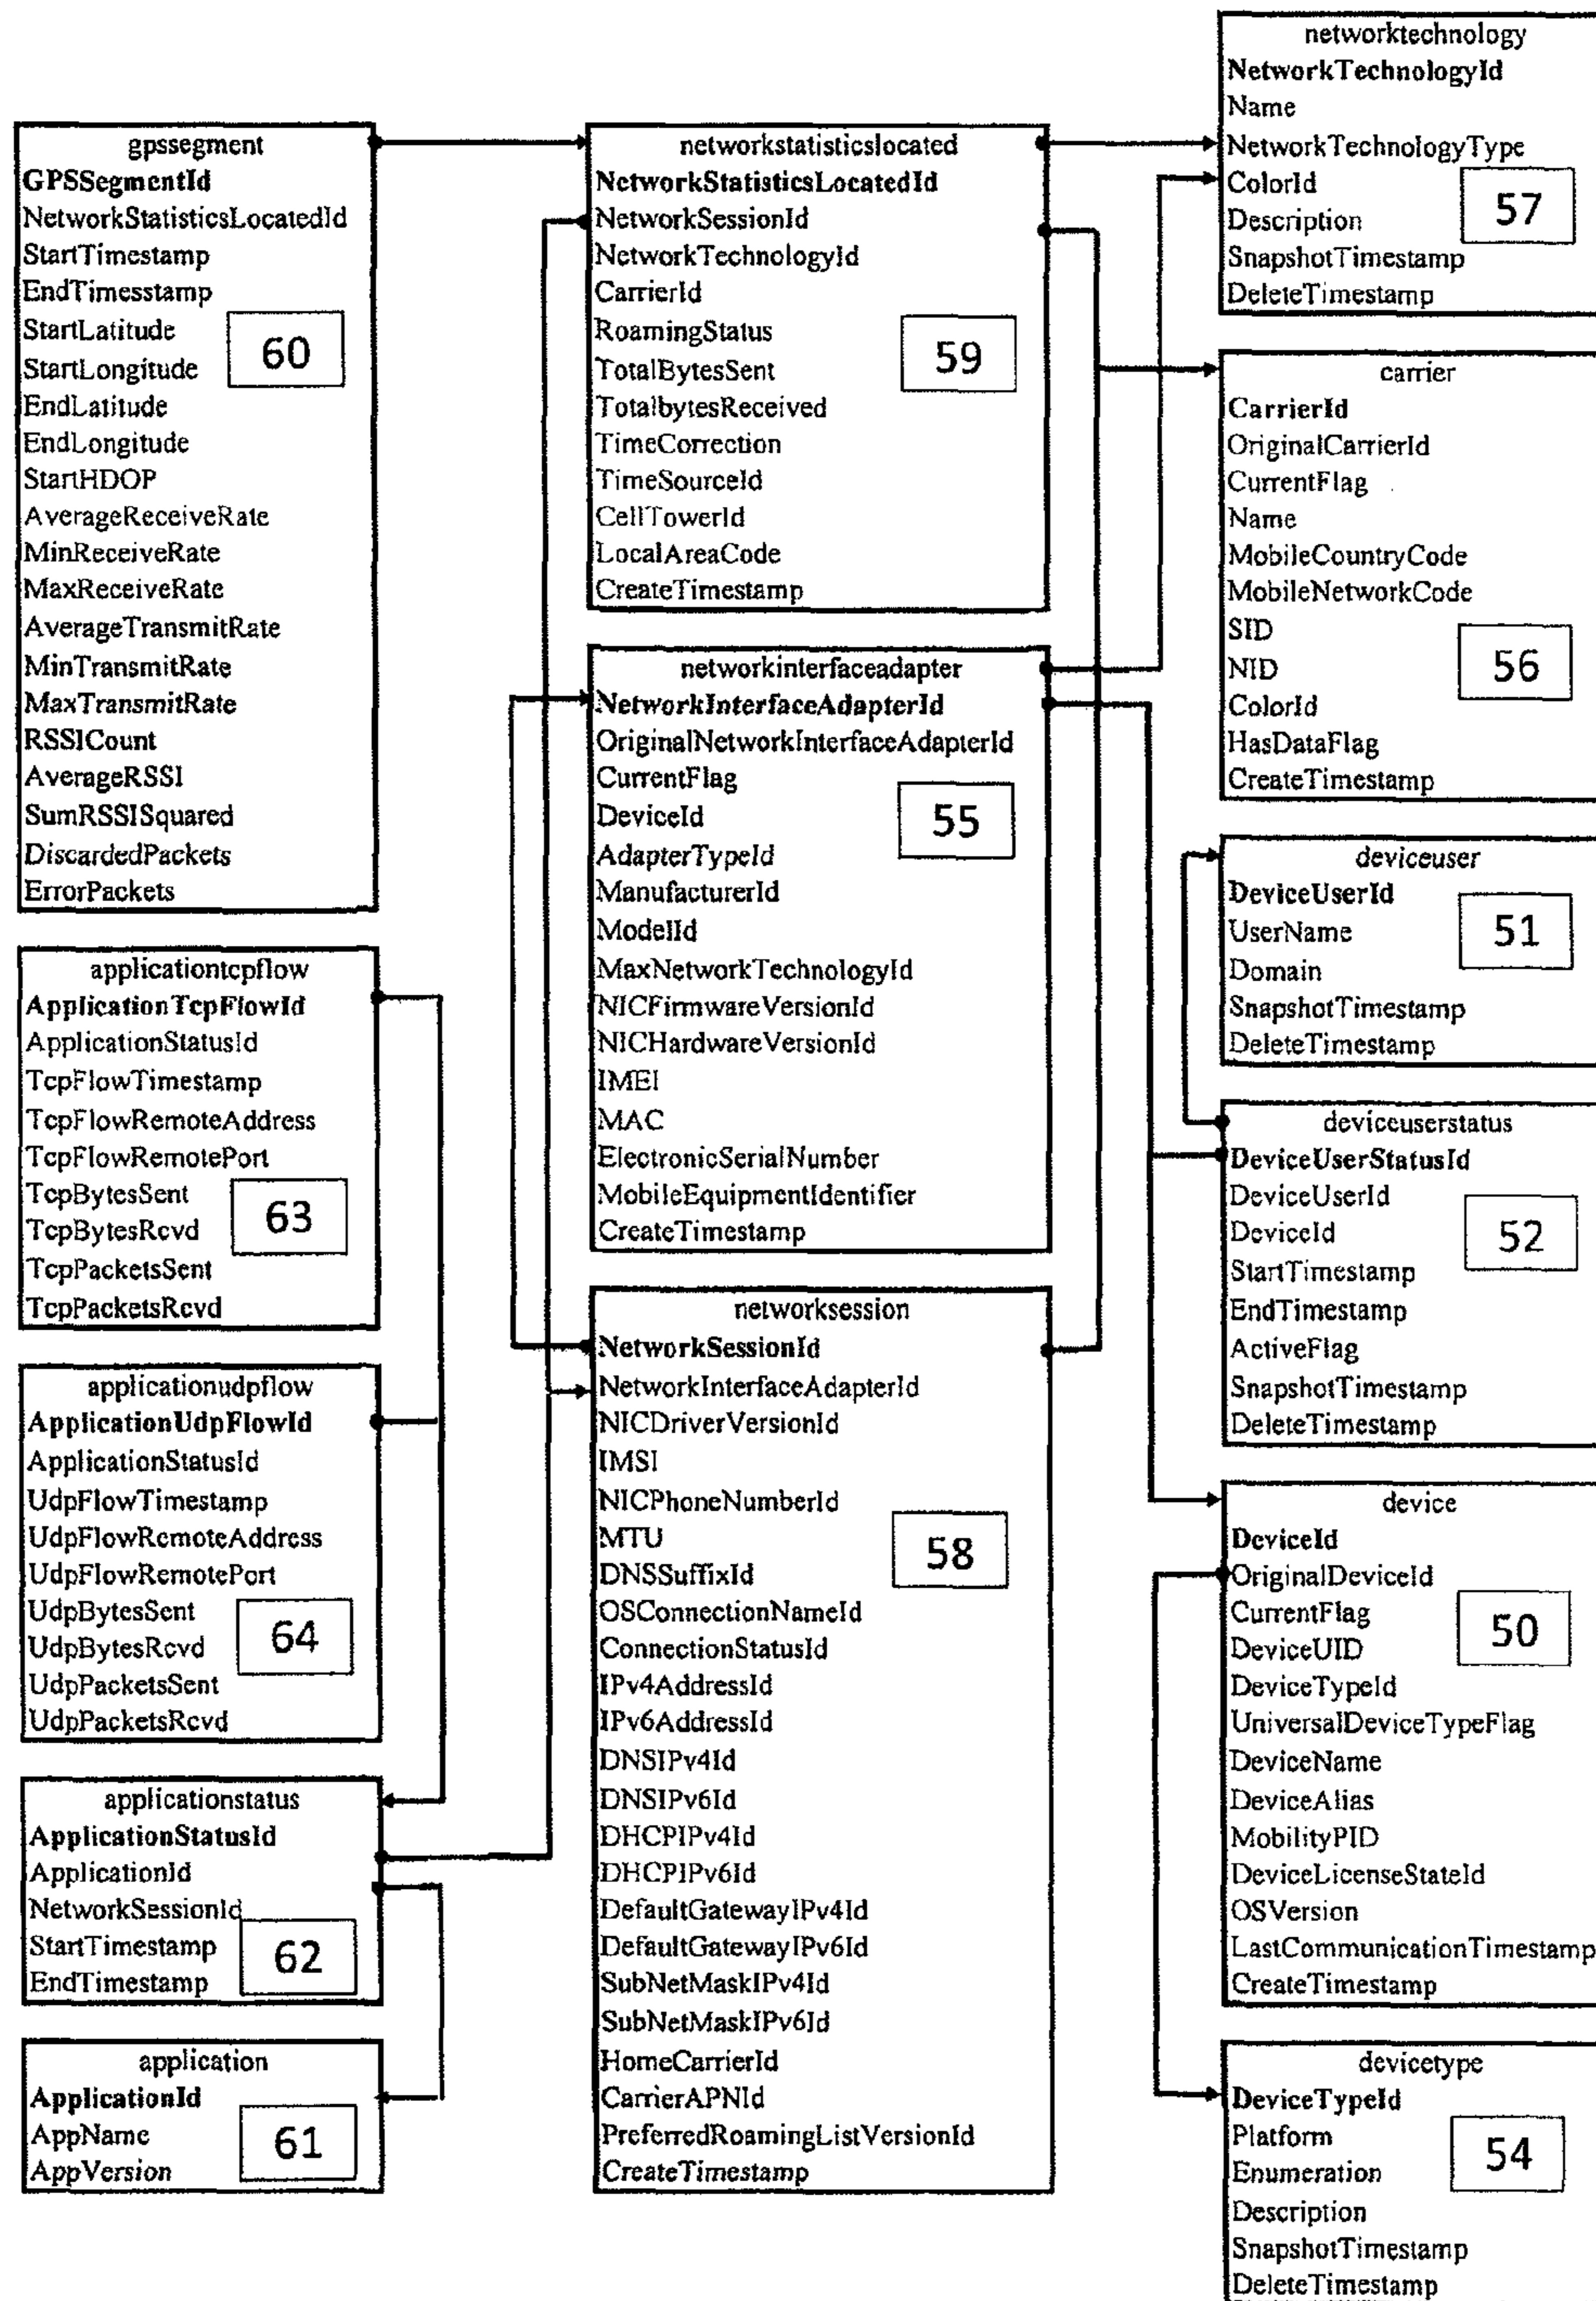 gpssegment
GPSSegmentId
NetworkStatisticsLocatedId
StartTimestamp
EndTimesstamp
StartLatitude
StartLongitude
EndLatitude
EndLongitude
StartHDOP
AverageReceiveRate
MinReceiveRate
MaxReceiveRate
AverageTransmitRate
MinTransmitRate
MaxTransmitRate
RSSICount
AverageRSSI
SumRSSISquared
DiscardedPackets
ErrorPackets
60
applicationtcpflow
ApplicationTcpFlowId
ApplicationStatusId
TcpFlowTimestamp
TcpFlowRemoteAddress
TcpFlowRemotePort
TcpBytesSent
TcpBytesRcvd
TcpPacketsSent
TcpPacketsRcvd
63
applicationudpflow
ApplicationUdpFlowId
ApplicationStatusId
UdpFlowTimestamp
UdpFlowRemoteAddress
UdpFlowRemotePort
UdpBytesSent
UdpBytesRcvd
UdpPacketsSent
UdpPacketsRcvd
64
applicationstatus
ApplicationStatusId
ApplicationId
NetworkSessionId
StartTimestamp
EndTimestamp
62
application
ApplicationId
AppName
AppVersion
61
networkstatisticslocated
NetworkStatisticsLocatedId
NetworkSessionId
NetworkTechnologyId
CarrierId
RoamingStatus
TotalBytesSent
TotalbytesReceived
TimeCorrection
TimeSourceId
CellTowerId
LocalAreaCode
CreateTimestamp
59
networkinterfaceadapter
NetworkInterfaceAdapterId
OriginalNetworkInterfaceAdapterId
CurrentFlag
DeviceId
AdapterTypeId
ManufacturerId
ModelId
MaxNetworkTechnologyId
NICFirmwareVersionId
NICHardwareVersionId
IMEI
MAC
ElectronicSerialNumber
MobileEquipmentIdentifier
CreateTimestamp
55
networksession
NetworkSessionId
NetworkInterfaceAdapterId
NICDriverVersionId
IMSI
NICPhoneNumberId
MTU
DNSSuffixId
OSConnectionNameId
ConnectionStatusId
IPv4AddressId
IPv6AddressId
DNSIPv4Id
DNSIPv6Id
DHCPIPv4Id
DHCPIPv6Id
DefaultGatewayIPv4Id
DefaultGatewayIPv6Id
SubNetMaskIPv4Id
SubNetMaskIPv6Id
HomeCarrierId
CarrierAPNId
PreferredRoamingListVersionId
CreateTimestamp
58
networktechnology
NetworkTechnologyId
Name
NetworkTechnologyType
ColorId
Description
SnapshotTimestamp
DeleteTimestamp
57
carrier
CarrierId
OriginalCarrierId
CurrentFlag
Name
MobileCountryCode
MobileNetworkCode
SID
NID
ColorId
HasDataFlag
CreateTimestamp
56
deviceuser
DeviceUserId
UserName
Domain
SnapshotTimestamp
DeleteTimestamp
51
deviceuserstatus
DeviceUserStatusId
DeviceUserId
DeviceId
StartTimestamp
EndTimestamp
ActiveFlag
SnapshotTimestamp
DeleteTimestamp
52
device
DeviceId
OriginalDeviceId
CurrentFlag
DeviceUID
DeviceTypeId
UniversalDeviceTypeFlag
DeviceName
DeviceAlias
MobilityPID
DeviceLicenseStateId
OSVersion
LastCommunicationTimestamp
CreateTimestamp
50
devicetype
DeviceTypeId
Platform
Enumeration
Description
SnapshotTimestamp
DeleteTimestamp
54